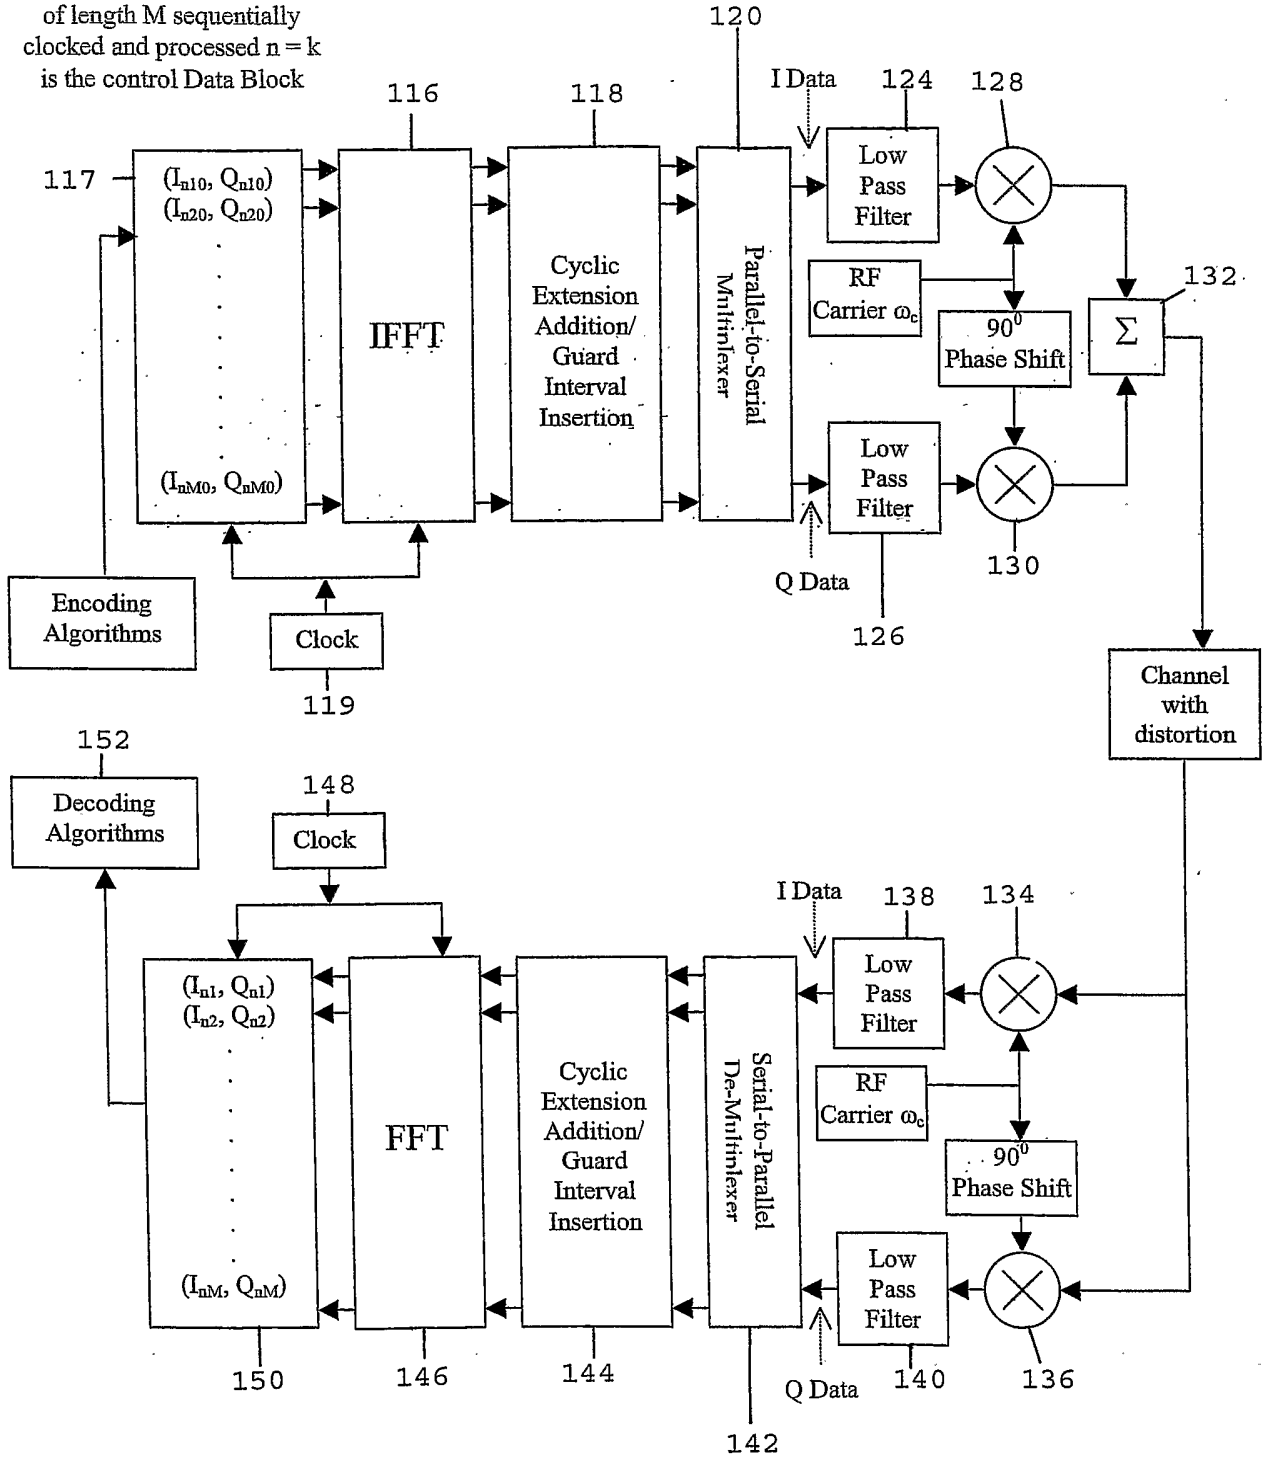 of length M sequentially
clocked and processed n = k
is the control Data Block
120
I Data
124
128
116
118
117
(In10, Qn10)
(In20, Qn20)
(InM0, QnM0)
IFFT
Cyclic
Extension
Addition/
Guard
Interval
Insertion
Parallel-to-Serial
Multiplexer
Low
Pass
Filter
RF
Carrier ωc
90⁰
Phase Shift
132
Σ
Low
Pass
Filter
130
Q Data
126
Encoding
Algorithms
Clock
119
Channel
with
distortion
152
Decoding
Algorithms
148
Clock
I Data
138
134
(In1, Qn1)
(In2, Qn2)
(InM, QnM)
FFT
Cyclic
Extension
Addition/
Guard
Interval
Insertion
Serial-to-Parallel
De-Multiplexer
Low
Pass
Filter
RF
Carrier ωc
90⁰
Phase Shift
Low
Pass
Filter
150
146
144
Q Data
140
136
142